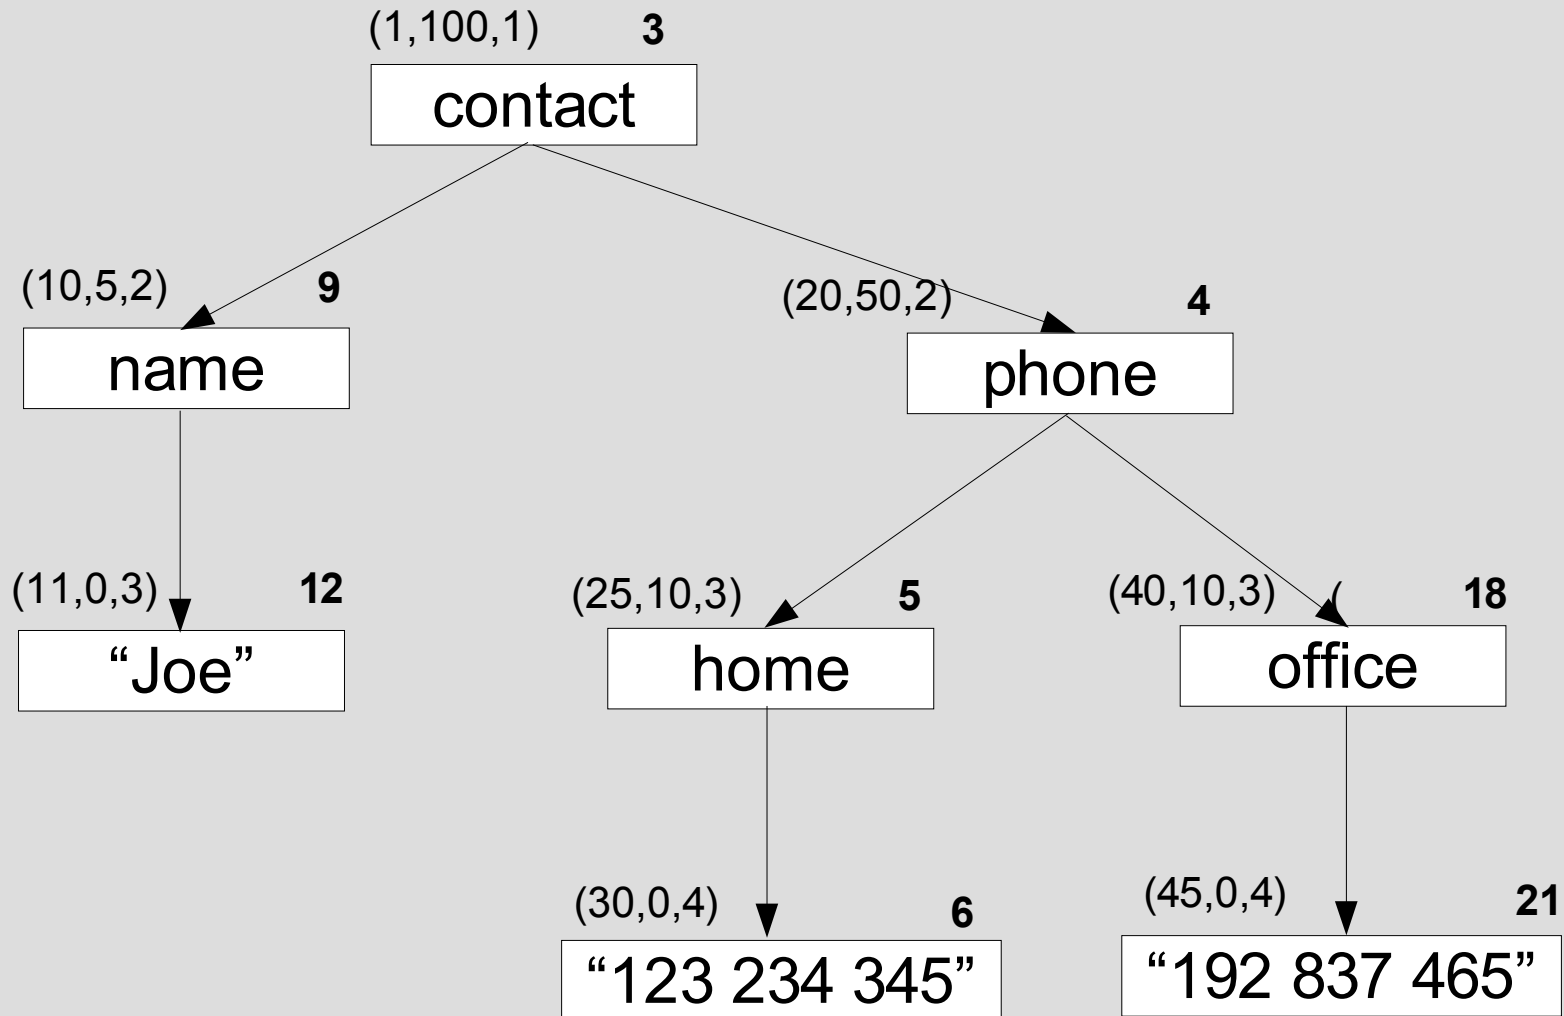 (1,100,1) 3
contact
(10,5,2) 9
(20,50,2) 4
name
phone
(11,0,3) 12
(25,10,3) 5
(40,10,3) ( 18
“Joe”
home
office
(30,0,4) 6
(45,0,4) 21
“123 234 345”
“192 837 465”